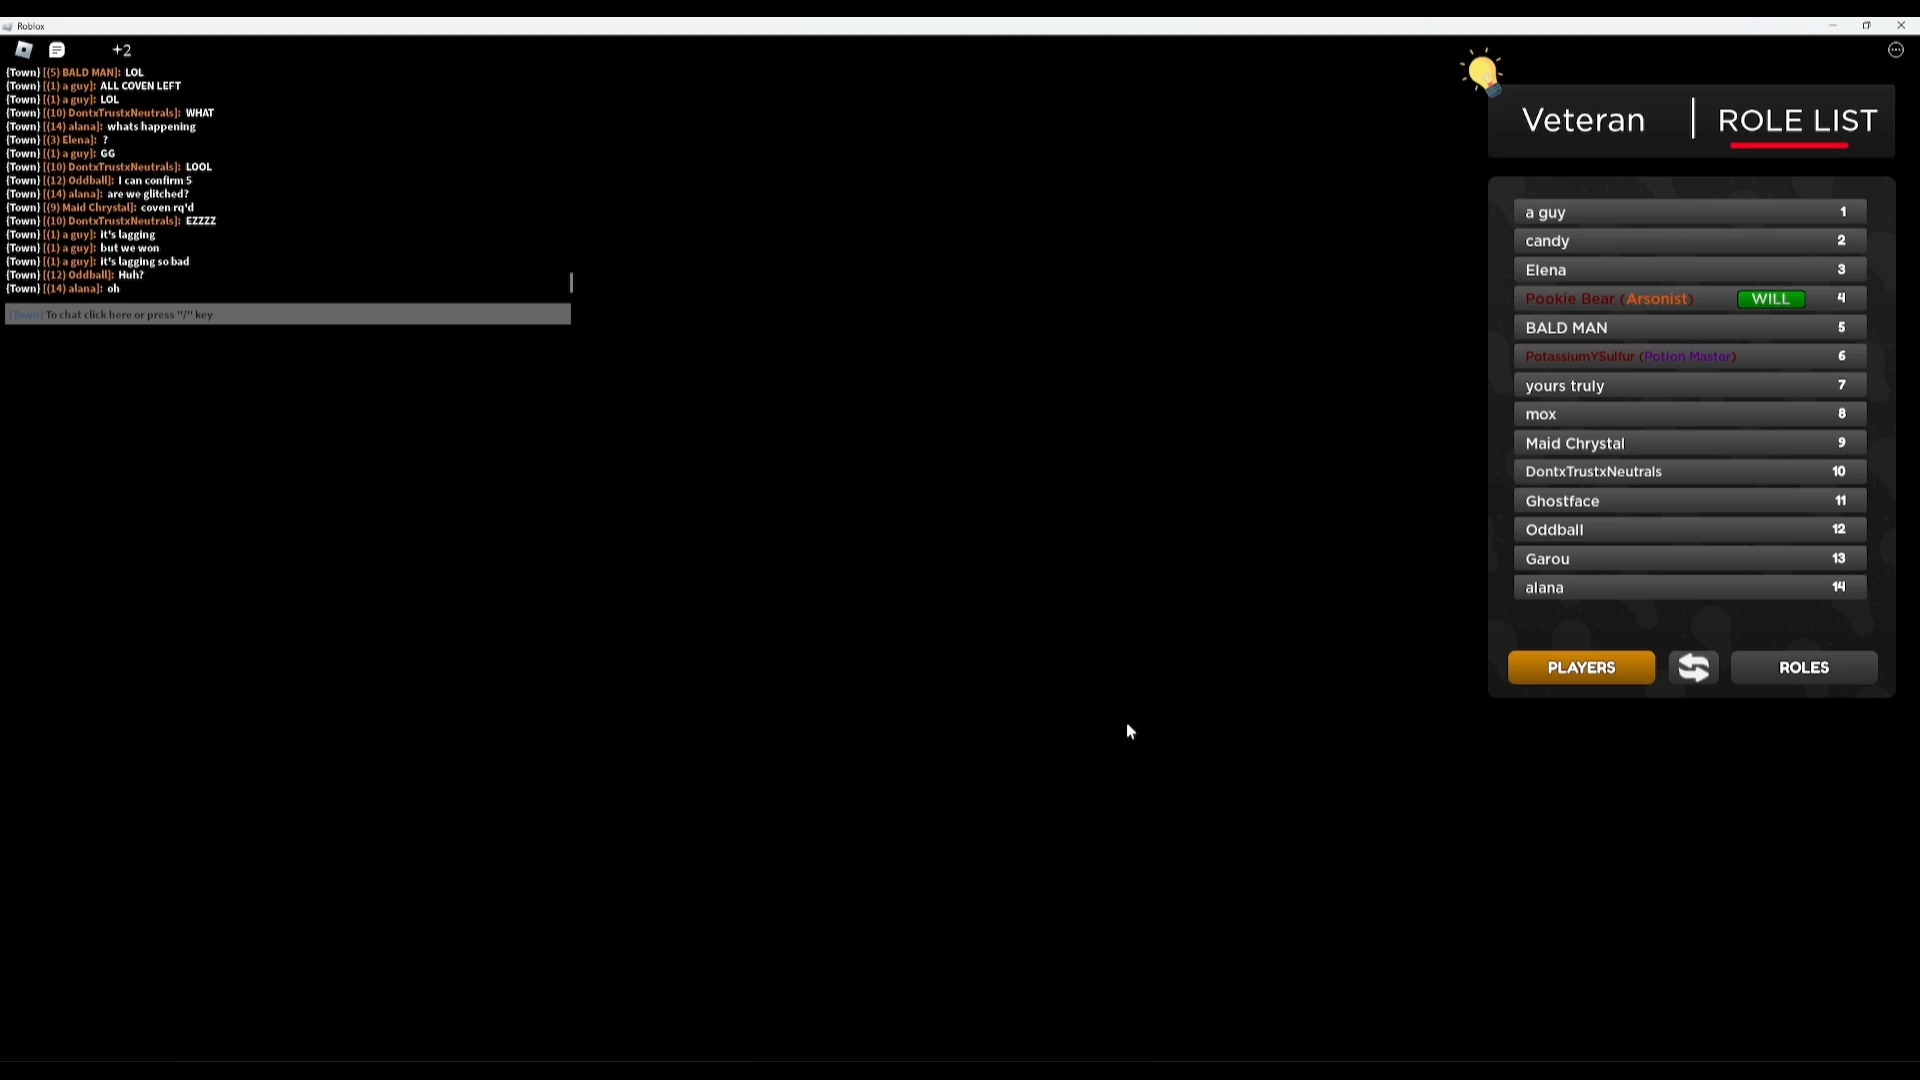 Roblox
+2
{Town} [(5) BALD MAN]: LOL
{Town} [(1) a guy]: ALL COVEN LEFT
{Town} [(1) a guy]: LOL
{Town} [(10) DontxTrustxNeutrals]: WHAT
{Town} [(14) alana]: whats happening
{Town} [(3) Elena]: ?
{Town} [(1) a guy]: GG
{Town} [(10) DontxTrustxNeutrals]: LOOL
{Town} [(12) Oddball]: I can confirm 5
{Town} [(14) alana]: are we glitched?
{Town} [(9) Maid Chrystal]: coven rq'd
{Town} [(10) DontxTrustxNeutrals]: EZZZZ
{Town} [(1) a guy]: it's lagging
{Town} [(1) a guy]: but we won
{Town} [(1) a guy]: it's lagging so bad
{Town} [(12) Oddball]: Huh?
{Town} [(14) alana]: oh
[Town] To chat click here or press "/" key
Veteran | ROLE LIST
a guy 1
candy 2
Elena 3
Pookie Bear (Arsonist) WILL 4
BALD MAN 5
PotassiumYSulfur (Potion Master) 6
yours truly 7
mox 8
Maid Chrystal 9
DontxTrustxNeutrals 10
Ghostface 11
Oddball 12
Garou 13
alana 14
PLAYERS ROLES